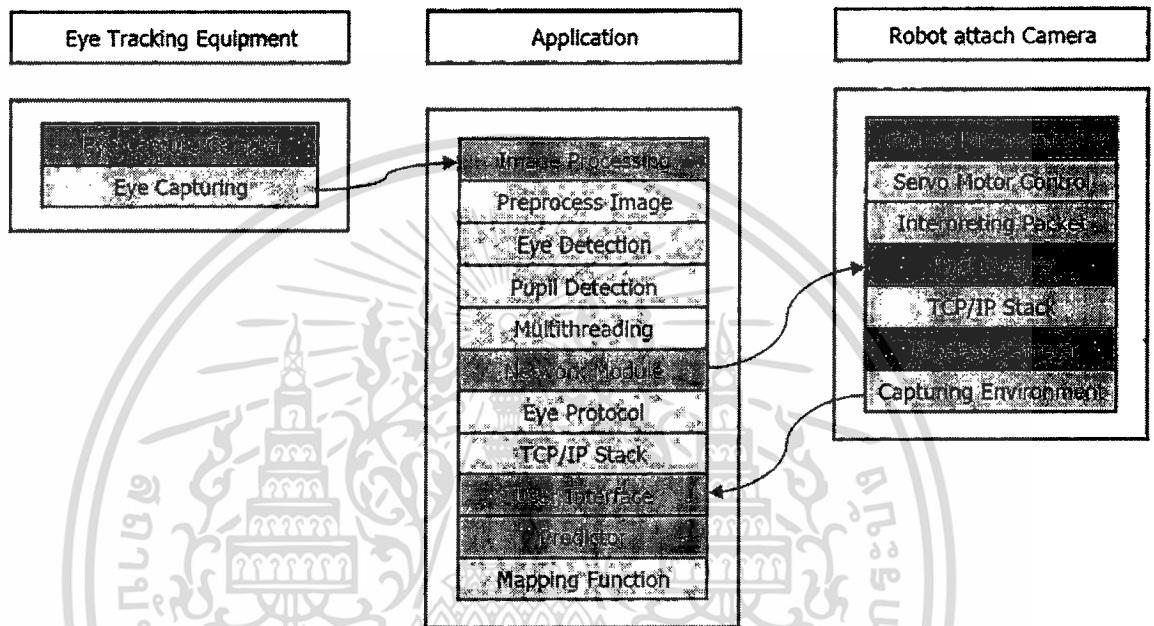 Eye Tracking Equipment
Application
Robot attach Camera
Eye Capturing
Image Processing
Preprocess Image
Eye Detection
Pupil Detection
Multithreading
Network Module
Eye Protocol
TCP/IP Stack
User Interface
Predictor
Mapping Function
Servo Motor Control
Interpreting Packet
TCP/IP Stack
Capturing Environment